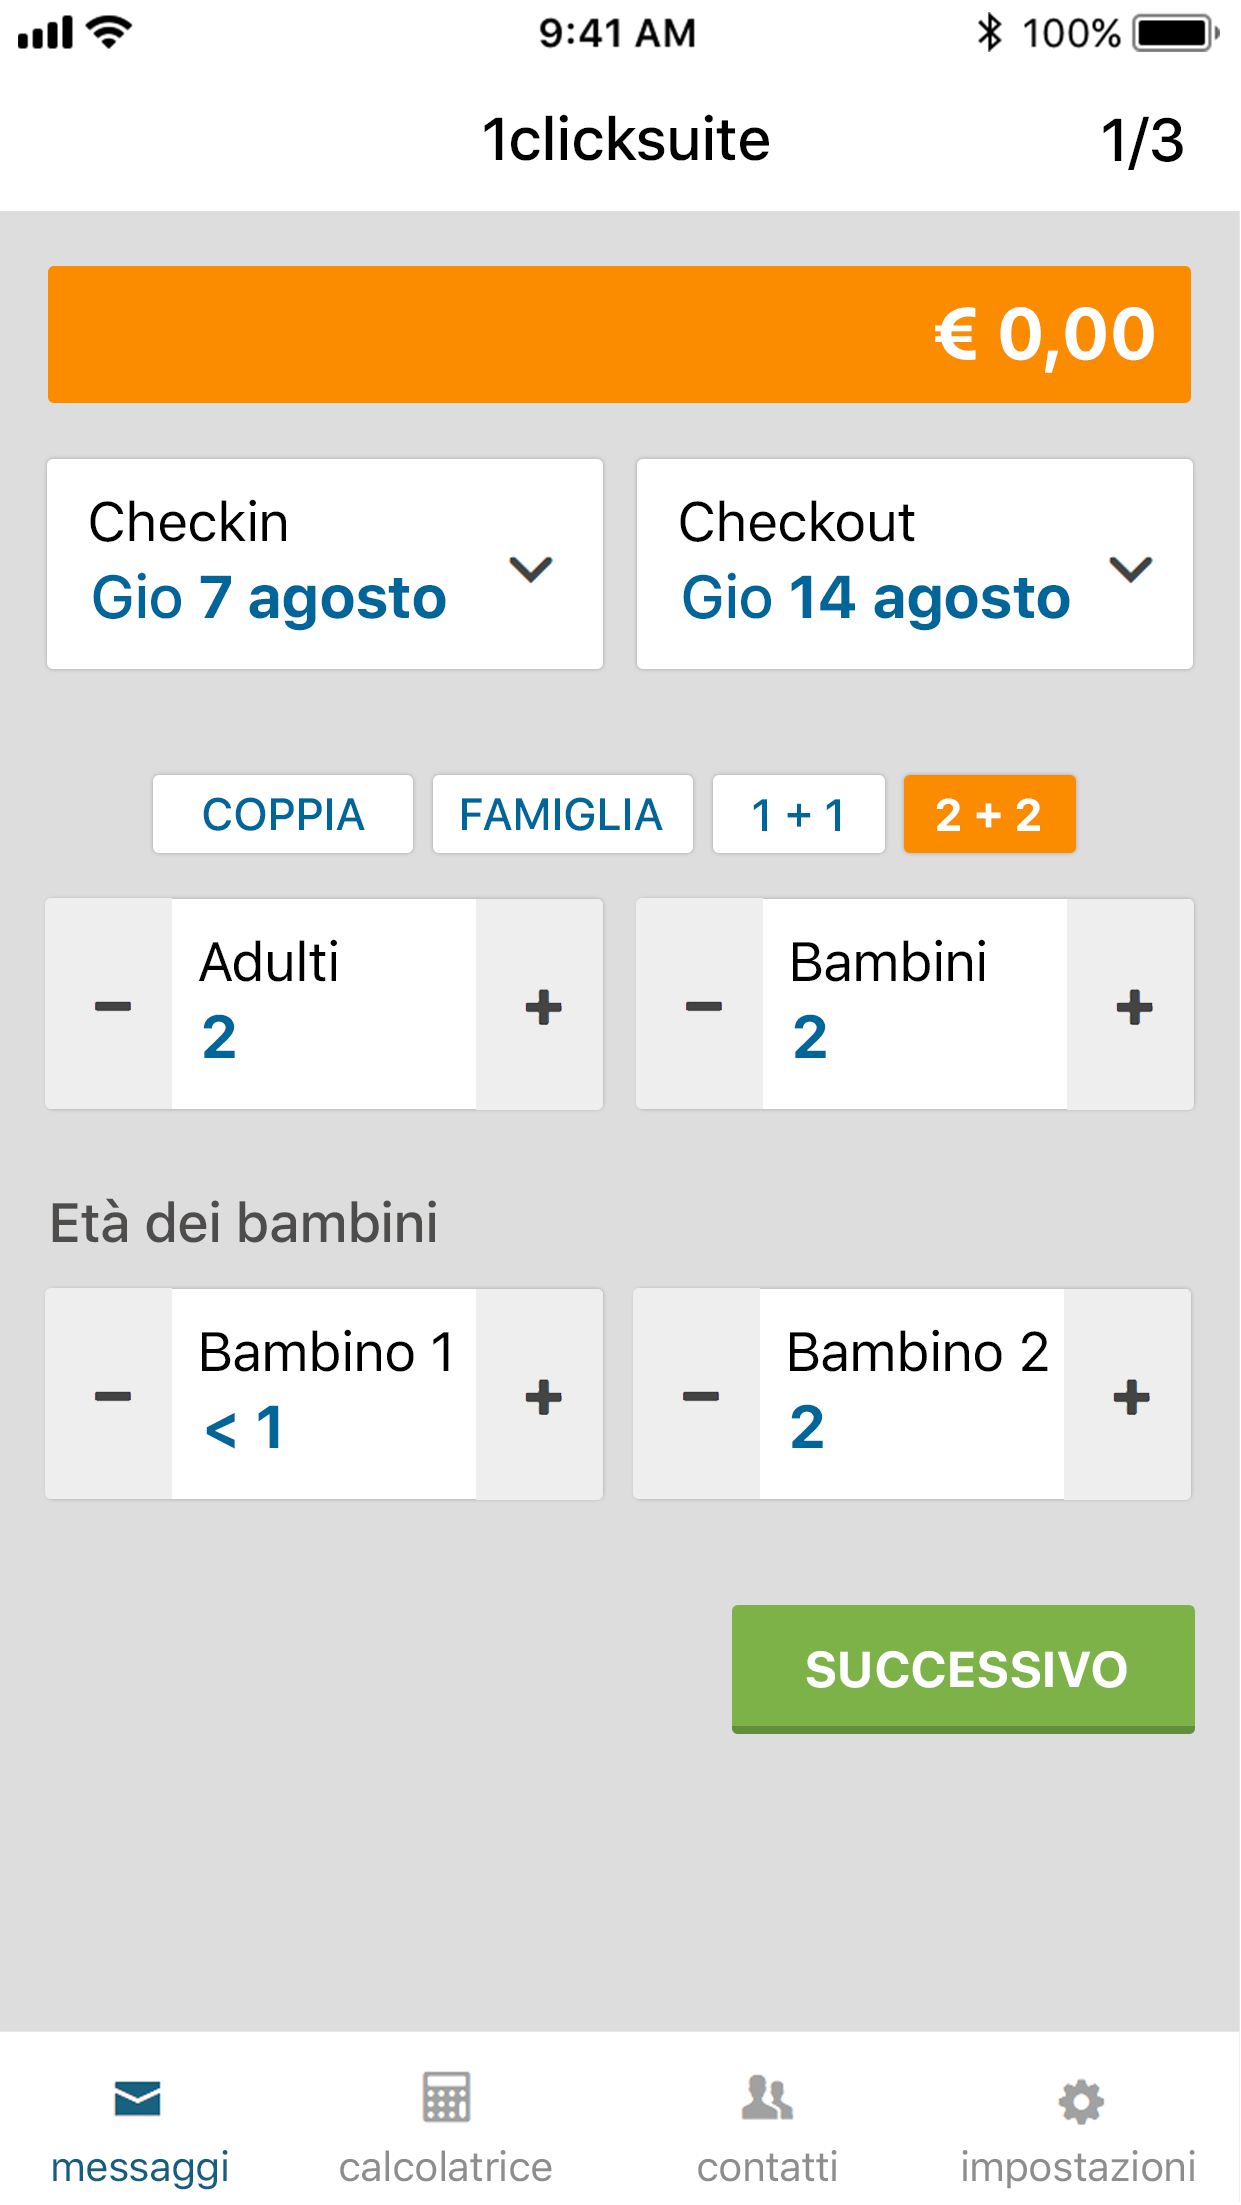 9:41 AM 100%
1clicksuite 1/3
€ 0,00
Checkin
Gio 7 agosto
Checkout
Gio 14 agosto
COPPIA FAMIGLIA 1 + 1 2 + 2
Adulti
− 2 +
Bambini
− 2 +
Età dei bambini
Bambino 1
− < 1 +
Bambino 2
− 2 +
SUCCESSIVO
messaggi calcolatrice contatti impostazioni